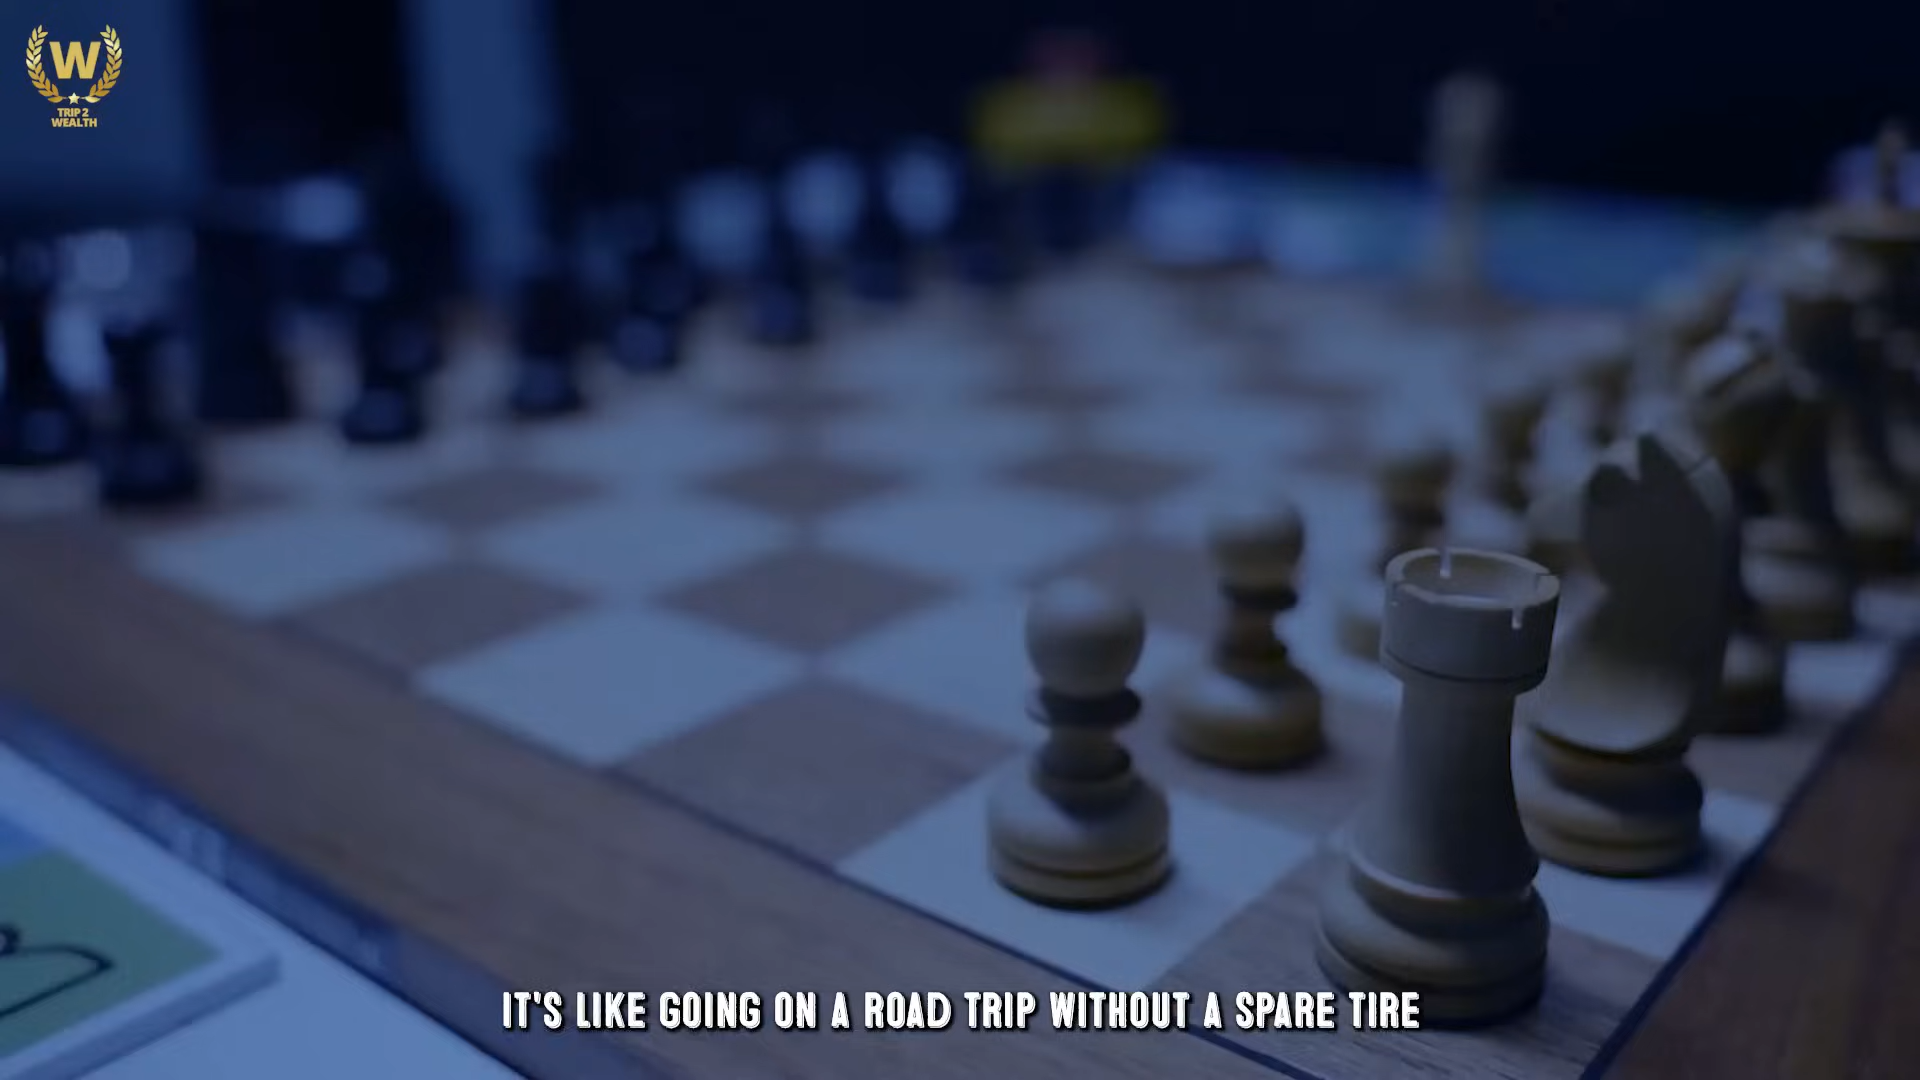 W
TRIP 2
WEALTH
IT'S LIKE GOING ON A ROAD TRIP WITHOUT A SPARE TIRE